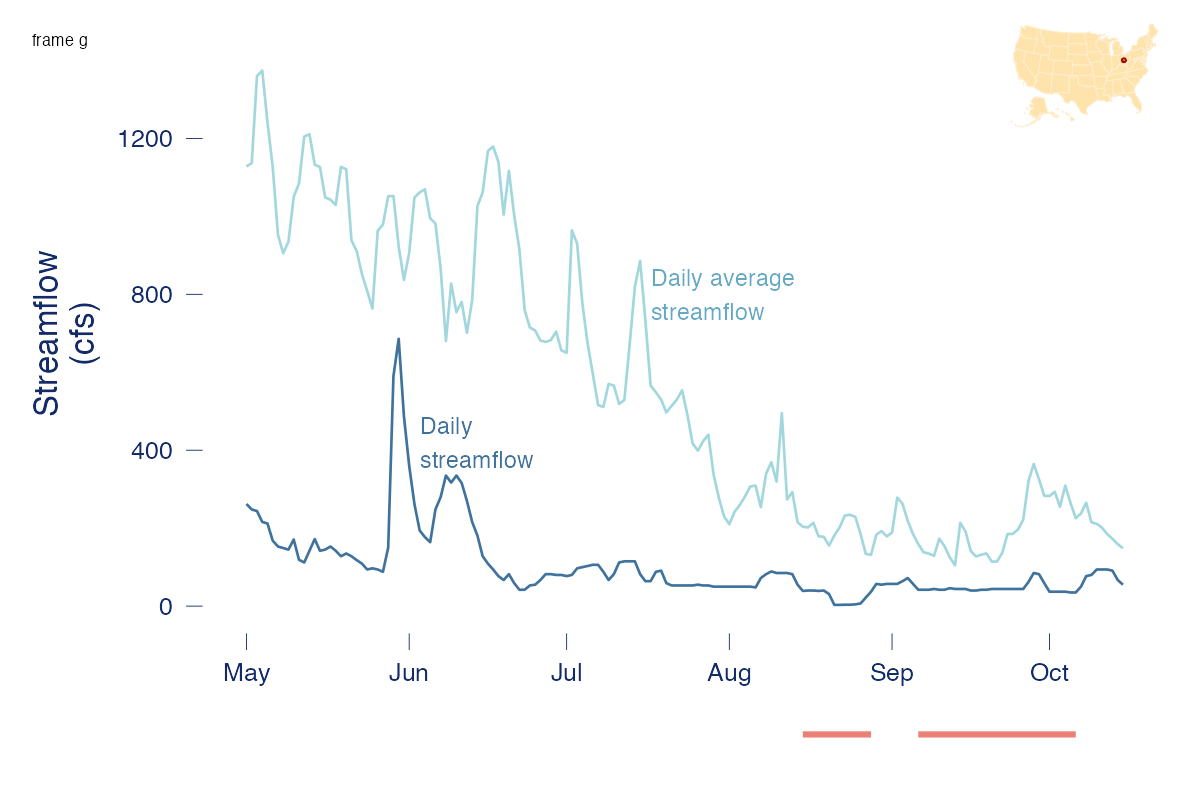 frame g
1200
800
400
0
Streamflow
(cfs)
Daily average
streamflow
Daily
streamflow
May
Jun
Jul
Aug
Sep
Oct